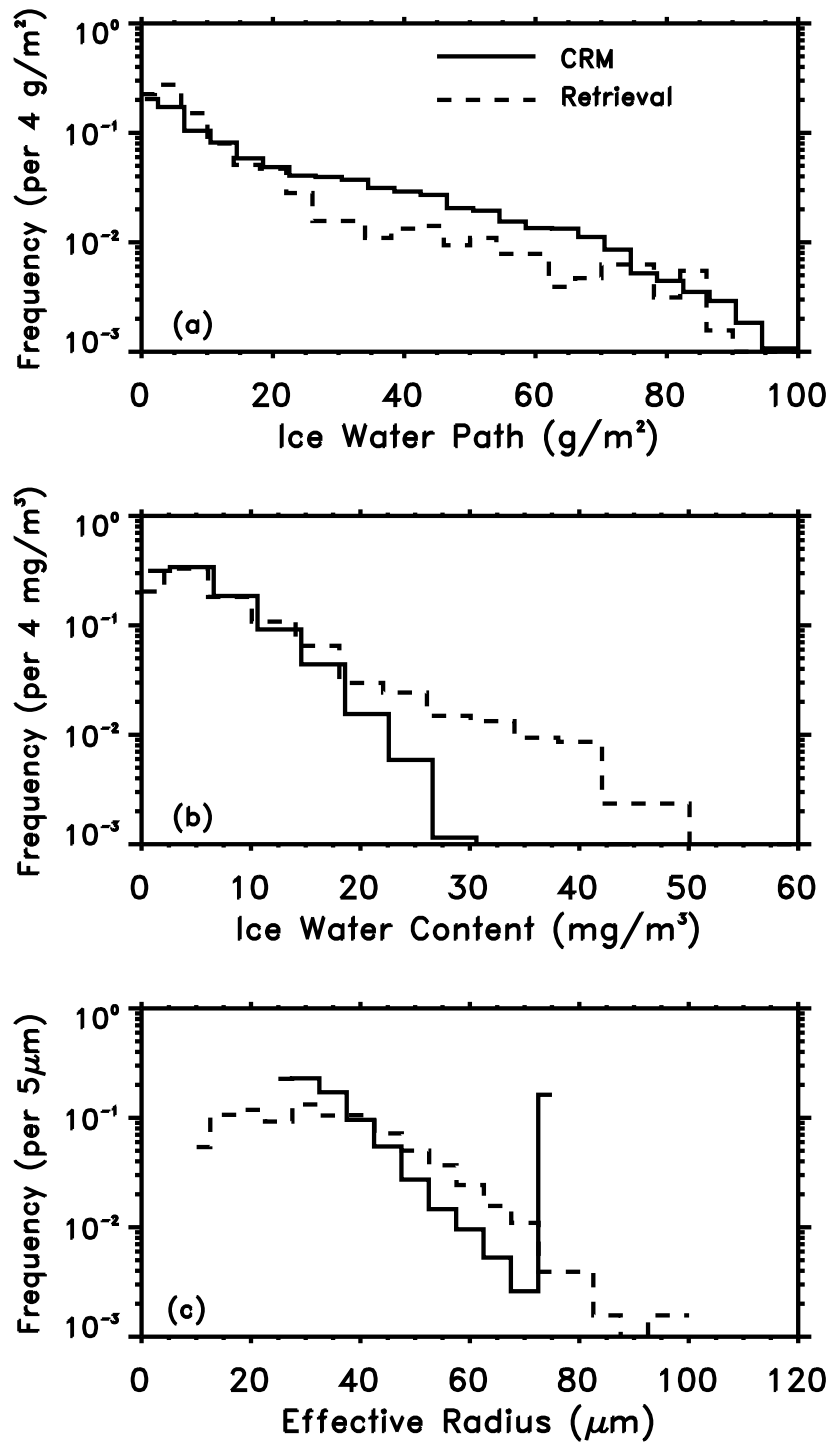 10⁰
10⁻¹
10⁻²
10⁻³
Frequency (per 4 g/m²)
CRM
Retrieval
(a)
0 20 40 60 80 100
Ice Water Path (g/m²)
10⁰
10⁻¹
10⁻²
10⁻³
Frequency (per 4 mg/m³)
(b)
0 10 20 30 40 50 60
Ice Water Content (mg/m³)
10⁰
10⁻¹
10⁻²
10⁻³
Frequency (per 5μm)
(c)
0 20 40 60 80 100 120
Effective Radius (μm)